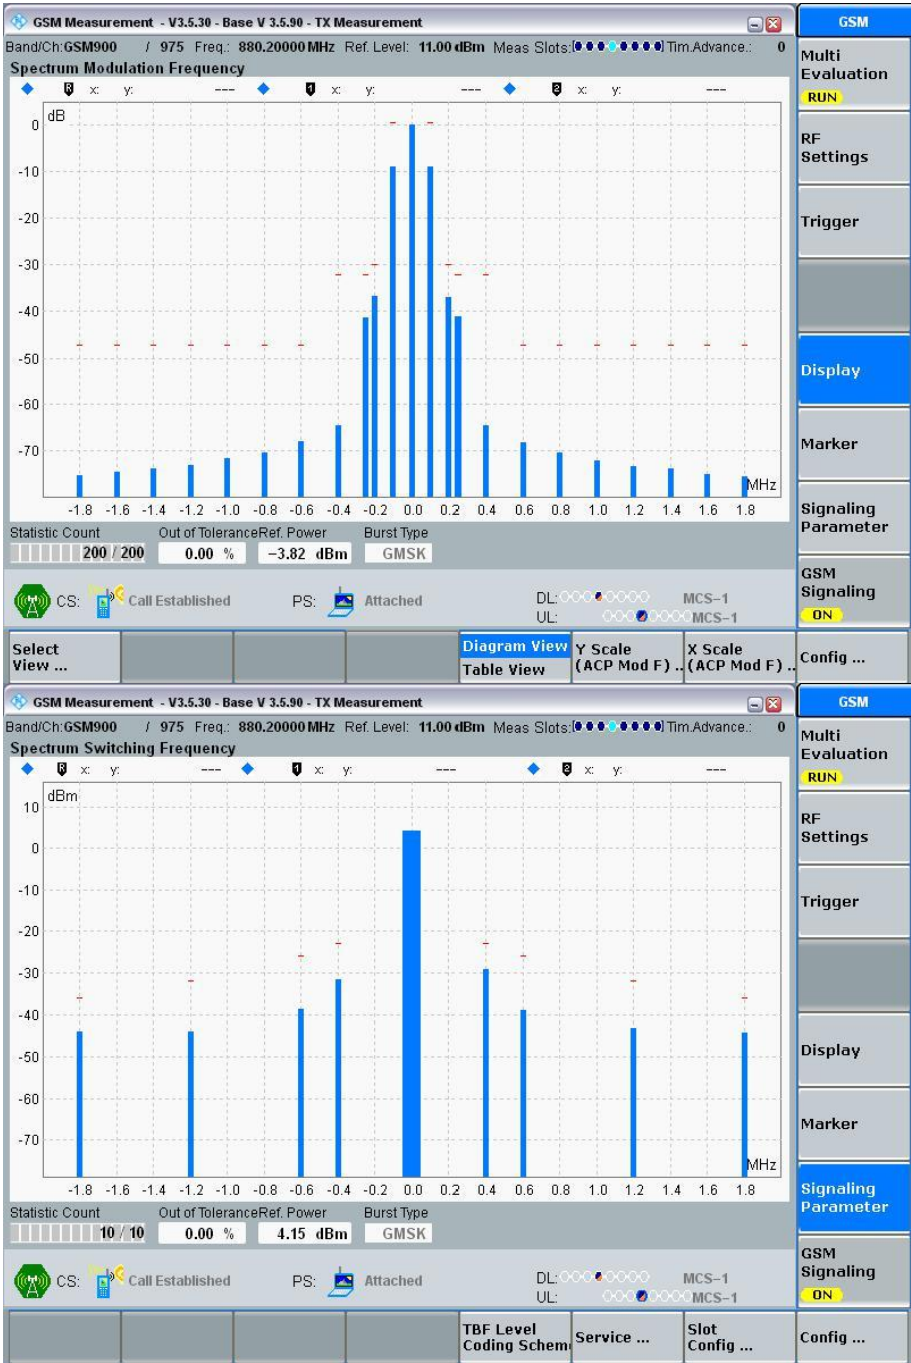 GSM Measurement - V3.5.30 - Base V 3.5.90 - TX Measurement
GSM
Band/Ch:GSM900 / 975 Freq.: 880.20000 MHz Ref. Level: 11.00 dBm Meas Slots: Tim.Advance.: 0
Spectrum Modulation Frequency
R x: y: --- 1 x: y: --- 2 x: y: ---
dB
0
-10
-20
-30
-40
-50
-60
-70
MHz
-1.8 -1.6 -1.4 -1.2 -1.0 -0.8 -0.6 -0.4 -0.2 0.0 0.2 0.4 0.6 0.8 1.0 1.2 1.4 1.6 1.8
Statistic Count Out of Tolerance Ref. Power Burst Type
200 / 200 0.00 % -3.82 dBm GMSK
CS: Call Established PS: Attached DL: MCS-1
UL: MCS-1
Multi
Evaluation
RUN
RF
Settings
Trigger
Display
Marker
Signaling
Parameter
GSM
Signaling
ON
Select
View ...
Diagram View
Table View
Y Scale
(ACP Mod F) ..
X Scale
(ACP Mod F) ..
Config ...
GSM Measurement - V3.5.30 - Base V 3.5.90 - TX Measurement
GSM
Band/Ch:GSM900 / 975 Freq.: 880.20000 MHz Ref. Level: 11.00 dBm Meas Slots: Tim.Advance.: 0
Spectrum Switching Frequency
R x: y: --- 1 x: y: --- 2 x: y: ---
dBm
10
0
-10
-20
-30
-40
-50
-60
-70
MHz
-1.8 -1.6 -1.4 -1.2 -1.0 -0.8 -0.6 -0.4 -0.2 0.0 0.2 0.4 0.6 0.8 1.0 1.2 1.4 1.6 1.8
Statistic Count Out of Tolerance Ref. Power Burst Type
10 / 10 0.00 % 4.15 dBm GMSK
CS: Call Established PS: Attached DL: MCS-1
UL: MCS-1
Multi
Evaluation
RUN
RF
Settings
Trigger
Display
Marker
Signaling
Parameter
GSM
Signaling
ON
TBF Level
Coding Schem
Service ...
Slot
Config ...
Config ...